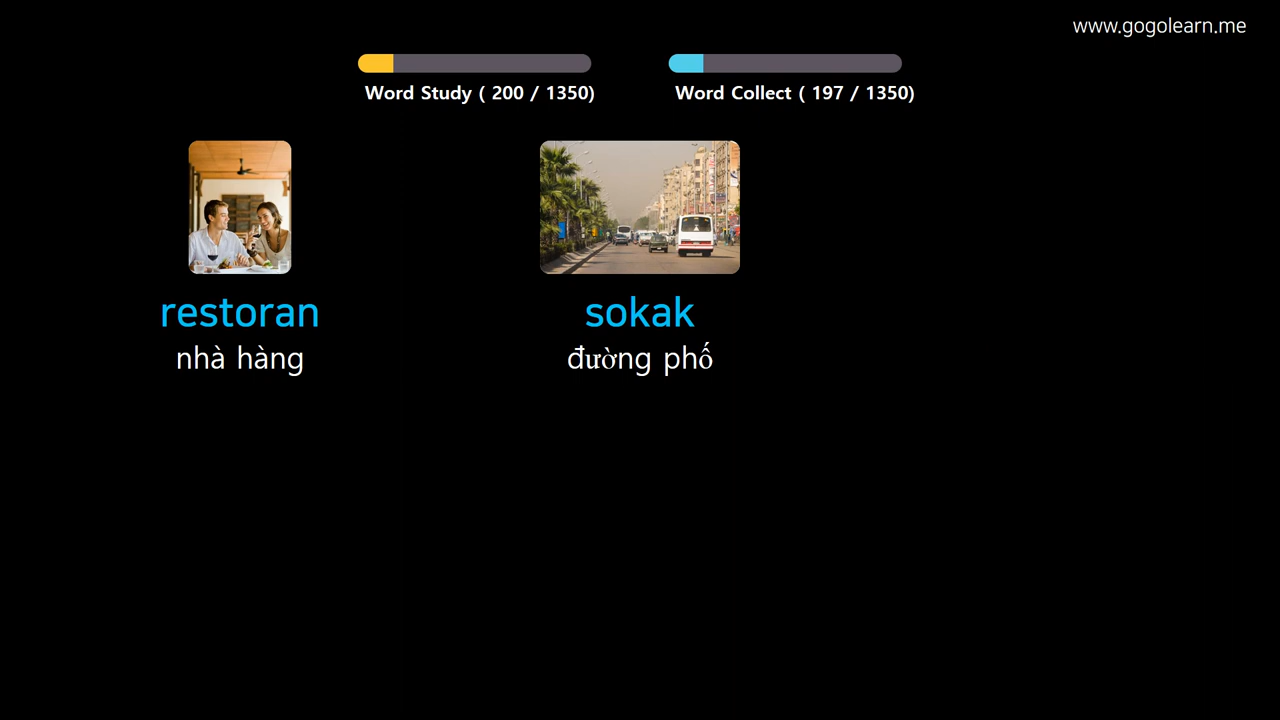 www.gogolearn.me
Word Study ( 200 / 1350)
Word Collect ( 197 / 1350)
restoran
nhà hàng
sokak
đường phố